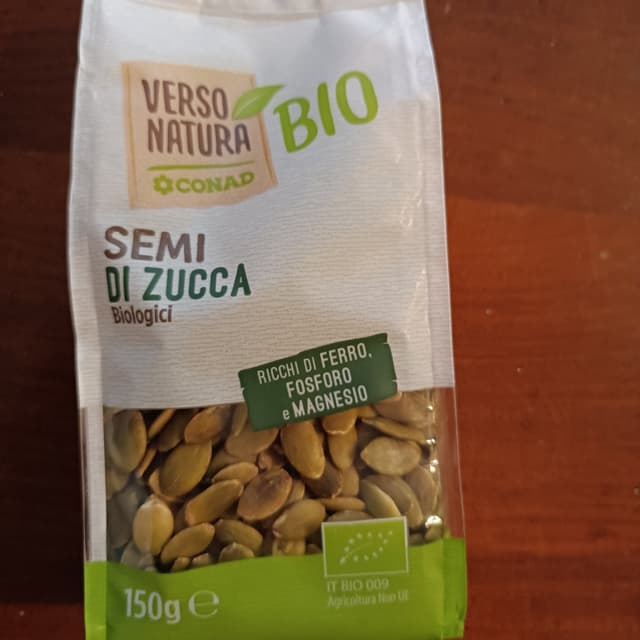 VERSO
NATURA
BIO
CONAD
SEMI
DI ZUCCA
Biologici
RICCHI DI FERRO,
FOSFORO
e MAGNESIO
IT BIO 009
Agricoltura Non UE
150g ℮